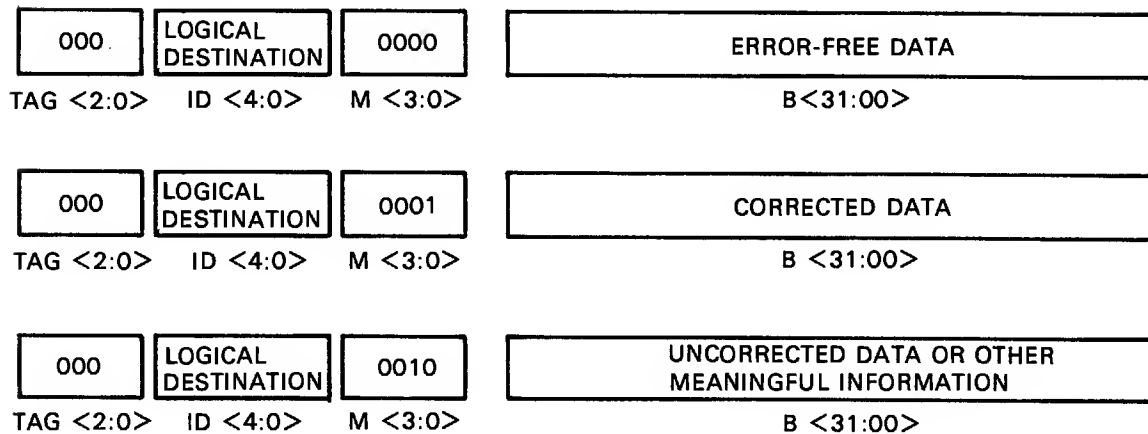 000 LOGICAL DESTINATION 0000 ERROR-FREE DATA
TAG <2:0> ID <4:0> M <3:0> B<31:00>
000 LOGICAL DESTINATION 0001 CORRECTED DATA
TAG <2:0> ID <4:0> M <3:0> B <31:00>
000 LOGICAL DESTINATION 0010 UNCORRECTED DATA OR OTHER MEANINGFUL INFORMATION
TAG <2:0> ID <4:0> M <3:0> B <31:00>